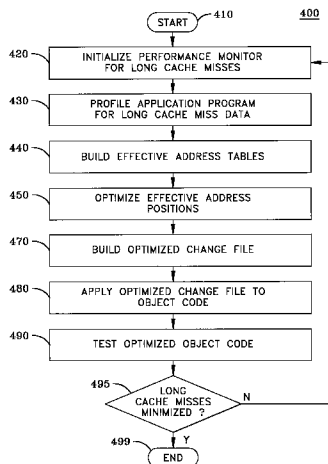 START
410
400
420
INITIALIZE PERFORMANCE MONITOR
FOR LONG CACHE MISSES
430
PROFILE APPLICATION PROGRAM
FOR LONG CACHE MISS DATA
440
BUILD EFFECTIVE ADDRESS TABLES
450
OPTIMIZE EFFECTIVE ADDRESS
POSITIONS
470
BUILD OPTIMIZED CHANGE FILE
480
APPLY OPTIMIZED CHANGE FILE TO
OBJECT CODE
490
TEST OPTIMIZED OBJECT CODE
495
LONG
CACHE MISSES
MINIMIZED ?
N
Y
499
END